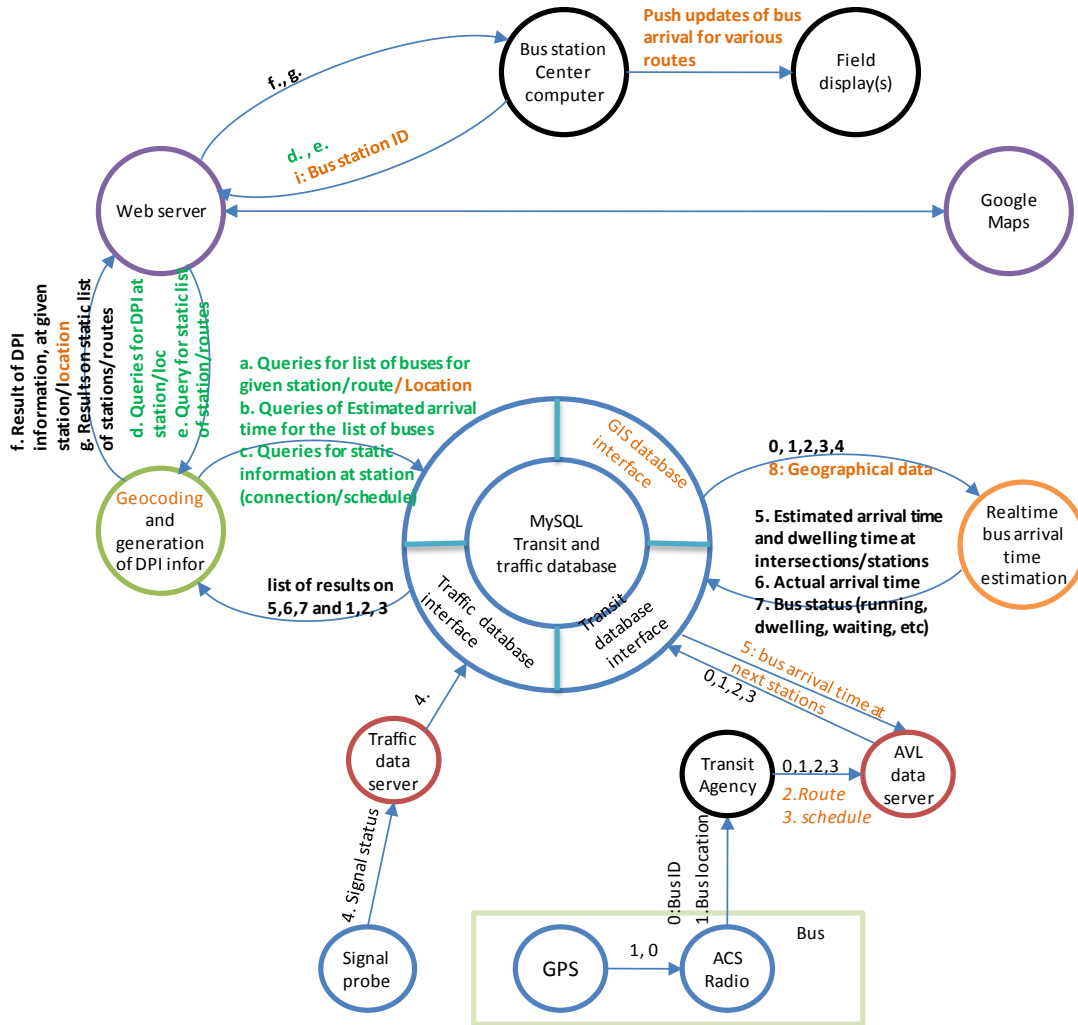 Push updates of bus
arrival for various
routes
Bus station
Center
computer
Field
display(s)
f., g.
d. , e.
i: Bus station ID
Web server
Google
Maps
f. Result of DPI
information, at given
station/location
g. Results on static list
of stations/routes
d. Queries for DPI at
station/loc
e. Query for static list
of station/routes
a. Queries for list of buses for
given station/route/ Location
b. Queries of Estimated arrival
time for the list of buses
c. Queries for static
information at station
(connection/schedule)
Geocoding
and
generation
of DPI infor
list of results on
5,6,7 and 1,2, 3
GIS database
interface
MySQL
Transit and
traffic database
Traffic database
interface
Transit
database
interface
0, 1,2,3,4
8: Geographical data
Realtime
bus arrival
time
estimation
5. Estimated arrival time
and dwelling time at
intersections/stations
6. Actual arrival time
7. Bus status (running,
dwelling, waiting, etc)
5: bus arrival time at
next stations
0,1,2,3
4.
Traffic
data
server
Transit
Agency
0,1,2,3
2.Route
3. schedule
AVL
data
server
4. Signal status
0:Bus ID
1.Bus location
Signal
probe
GPS
1, 0
ACS
Radio
Bus